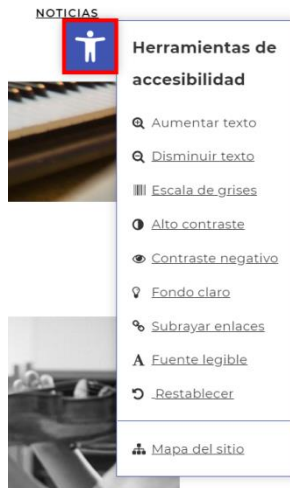 NOTICIAS
Herramientas de
accesibilidad
Aumentar texto
Disminuir texto
Escala de grises
Alto contraste
Contraste negativo
Fondo claro
Subrayar enlaces
A Fuente legible
Restablecer
Mapa del sitio